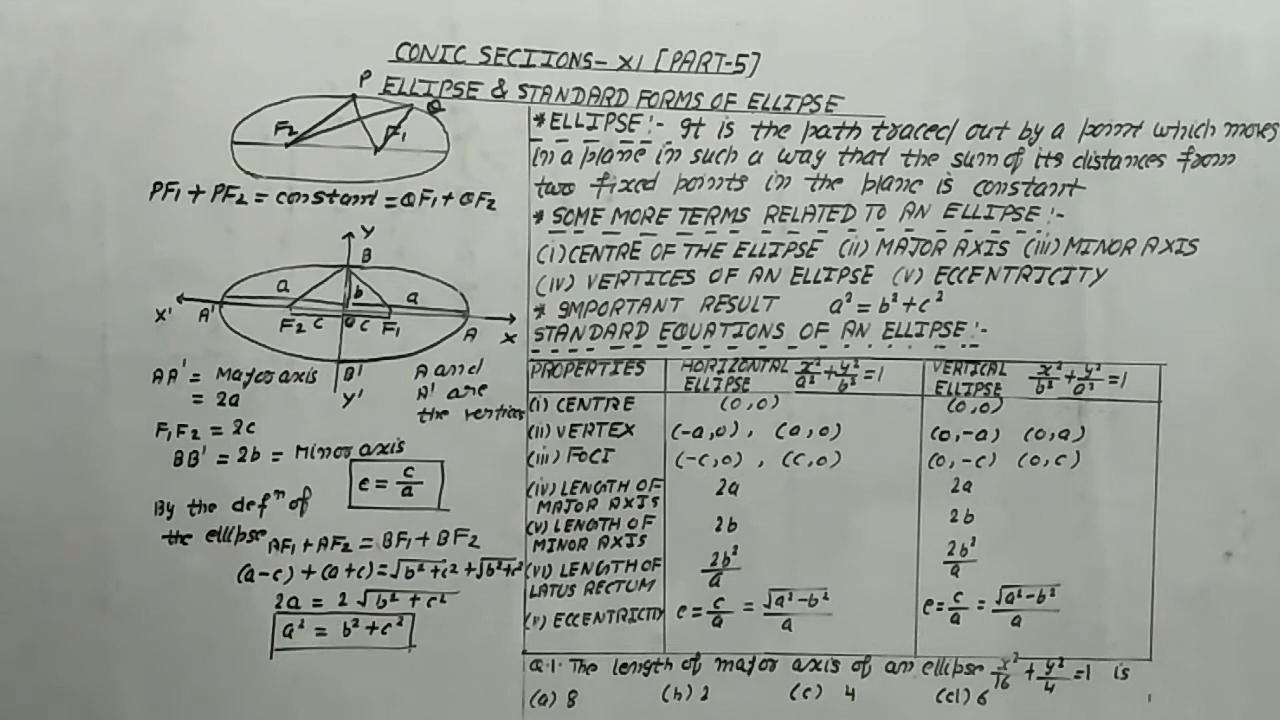 CONIC SECTIONS- XI [PART-5]
ELLIPSE & STANDARD FORMS OF ELLIPSE
P
Q
F2
F1
PF1 + PF2 = constant = QF1 + QF2
Y
B
a
b
a
X'
A'
F2
c
O
c
F1
A
X
B'
Y'
AA' = Major axis
= 2a
A and
A' are
the vertices
F1F2 = 2c
BB' = 2b = Minor axis
e = c/a
By the defⁿ of
the ellipse
AF1 + AF2 = BF1 + BF2
(a-c) + (a+c) = √b²+c² + √b²+c²
2a = 2 √b²+c²
a² = b²+c²
*ELLIPSE:- It is the path traced out by a point which moves
in a plane in such a way that the sum of its distances from
two fixed points in the plane is constant
* SOME MORE TERMS RELATED TO AN ELLIPSE:-
(i) CENTRE OF THE ELLIPSE (ii) MAJOR AXIS (iii) MINOR AXIS
(iv) VERTICES OF AN ELLIPSE (v) ECCENTRICITY
* IMPORTANT RESULT a² = b²+c²
STANDARD EQUATIONS OF AN ELLIPSE:-
PROPERTIES HORIZONTAL ELLIPSE x²/a² + y²/b² = 1 VERTICAL ELLIPSE x²/b² + y²/a² = 1
(i) CENTRE (0,0) (0,0)
(ii) VERTEX (-a,0), (a,0) (0,-a) (0,a)
(iii) FOCI (-c,0), (c,0) (0,-c) (0,c)
(iv) LENGTH OF MAJOR AXIS 2a 2a
(v) LENGTH OF MINOR AXIS 2b 2b
(vi) LENGTH OF LATUS RECTUM 2b²/a 2b²/a
(v) ECCENTRICITY e = c/a = √a²-b²/a e = c/a = √a²-b²/a
Q.1. The length of major axis of an ellipse x²/16 + y²/4 = 1 is
(a) 8 (b) 2 (c) 4 (d) 6